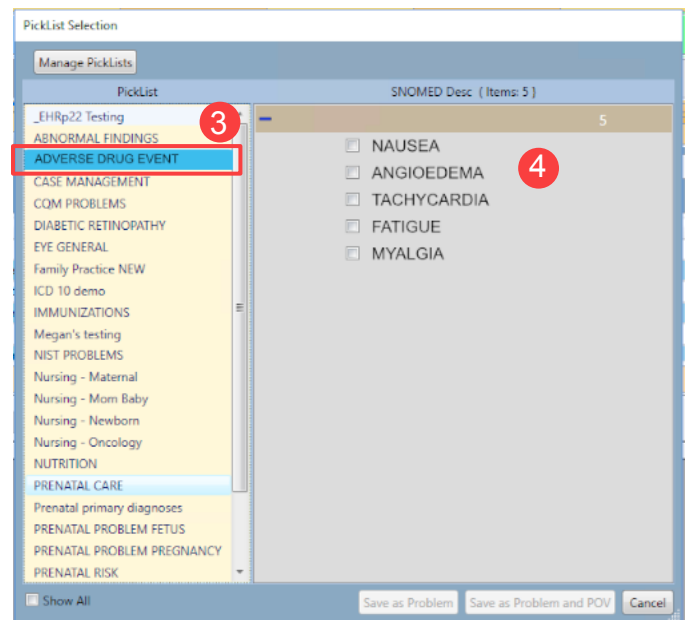 PickList Selection
Manage PickLists
PickList
SNOMED Desc ( Items: 5 )
_EHRp22 Testing
3
ABNORMAL FINDINGS
ADVERSE DRUG EVENT
CASE MANAGEMENT
CQM PROBLEMS
DIABETIC RETINOPATHY
EYE GENERAL
Family Practice NEW
ICD 10 demo
IMMUNIZATIONS
Megan's testing
NIST PROBLEMS
Nursing - Maternal
Nursing - Mom Baby
Nursing - Newborn
Nursing - Oncology
NUTRITION
PRENATAL CARE
Prenatal primary diagnoses
PRENATAL PROBLEM FETUS
PRENATAL PROBLEM PREGNANCY
PRENATAL RISK
5
NAUSEA
ANGIOEDEMA
4
TACHYCARDIA
FATIGUE
MYALGIA
Show All
Save as Problem
Save as Problem and POV
Cancel